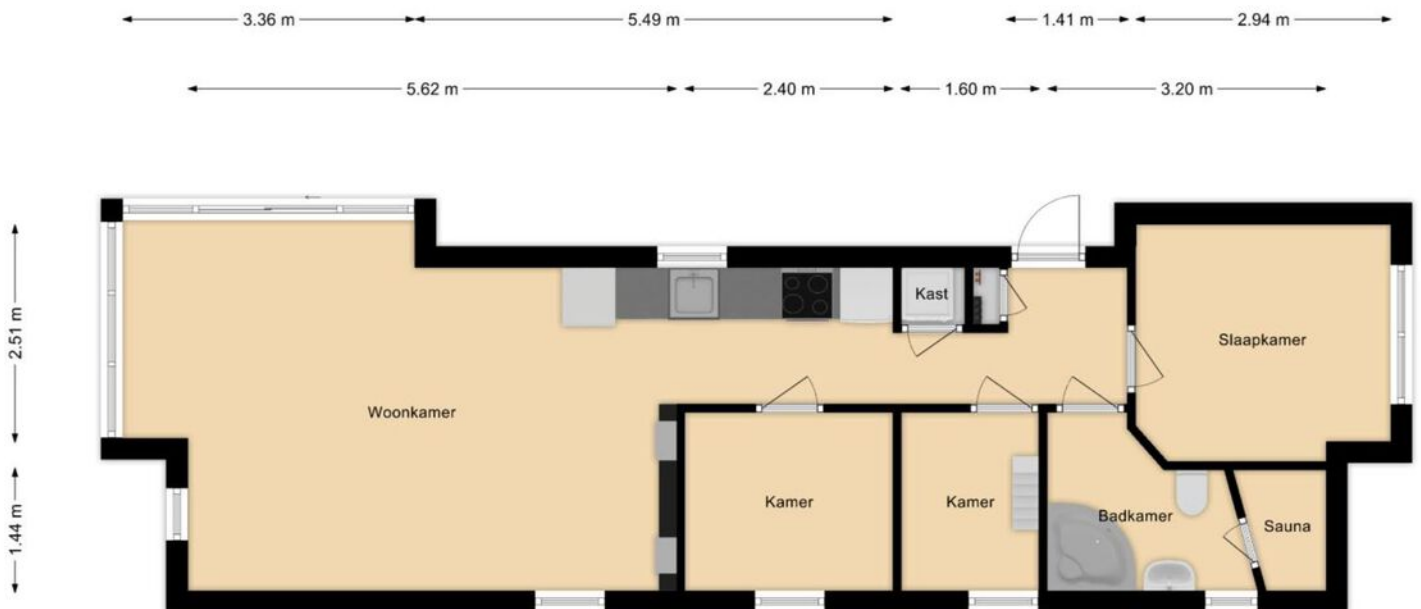 3.36 m
5.49 m
1.41 m
2.94 m
5.62 m
2.40 m
1.60 m
3.20 m
2.51 m
1.44 m
Kast
Slaapkamer
Woonkamer
Kamer
Kamer
Badkamer
Sauna